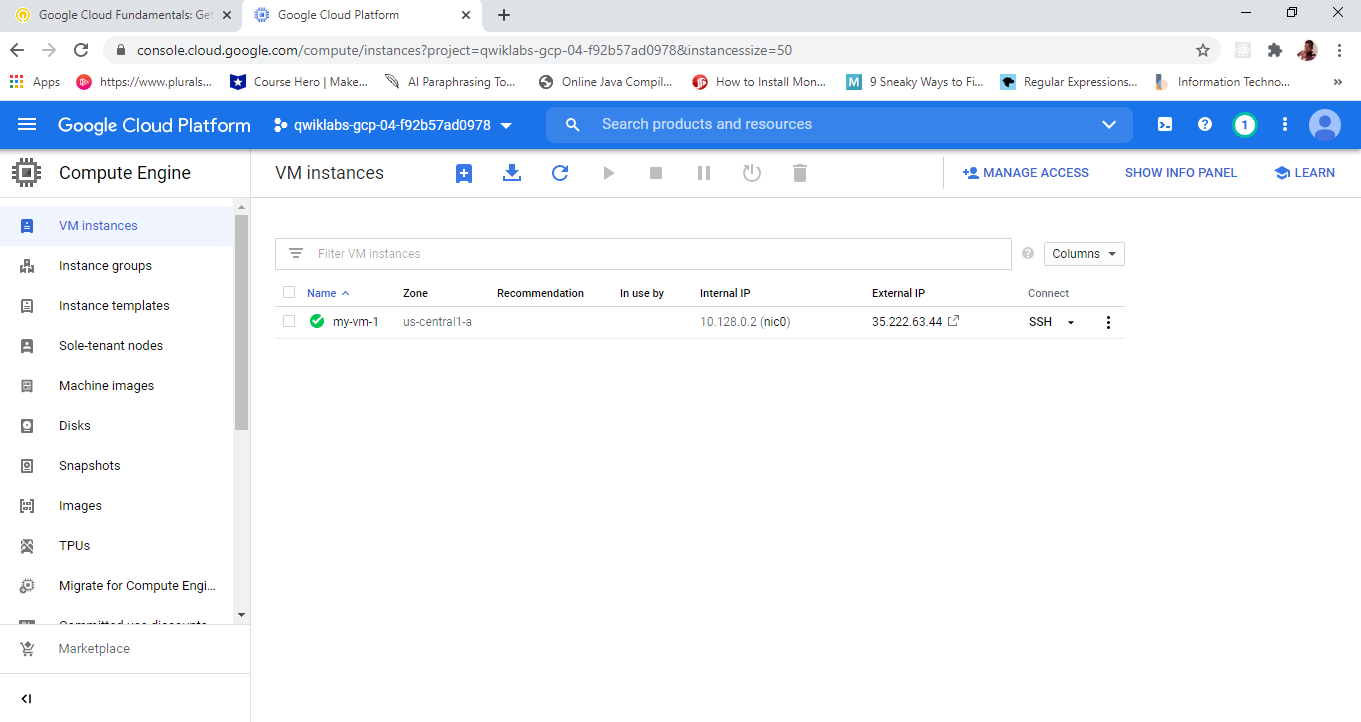 Google Cloud Fundamentals: Get
Google Cloud Platform
console.cloud.google.com/compute/instances?project=qwiklabs-gcp-04-f92b57ad0978&instancessize=50
Apps https://www.plurals... Course Hero | Make... AI Paraphrasing To... Online Java Compil... How to Install Mon... M 9 Sneaky Ways to Fi... Regular Expressions... Information Techno... »
Google Cloud Platform qwiklabs-gcp-04-f92b57ad0978 Search products and resources 1
Compute Engine
VM instances
MANAGE ACCESS SHOW INFO PANEL LEARN
VM instances
Instance groups
Instance templates
Sole-tenant nodes
Machine images
Disks
Snapshots
Images
TPUs
Migrate for Compute Engi...
Committed use discounts
Marketplace
Filter VM instances Columns
Name Zone Recommendation In use by Internal IP External IP Connect
my-vm-1 us-central1-a 10.128.0.2 (nic0) 35.222.63.44 SSH